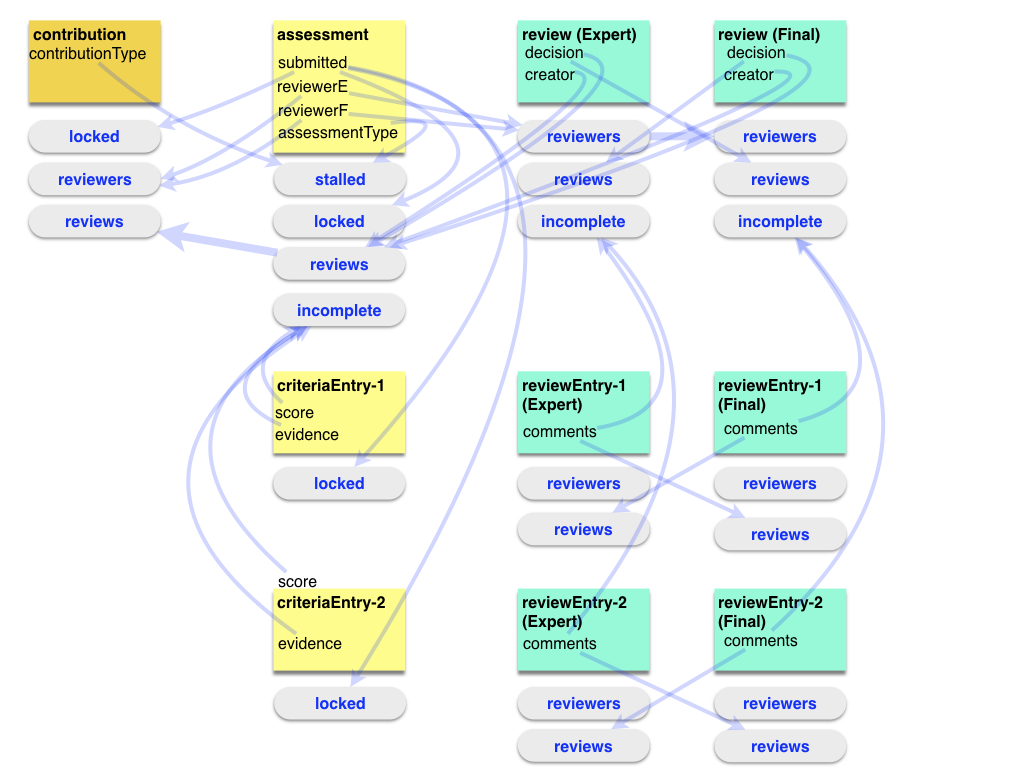 contribution
contributionType
locked
reviewers
reviews
assessment
submitted
reviewerE
reviewerF
assessmentType
stalled
locked
reviews
incomplete
review (Expert)
decision
creator
reviewers
reviews
incomplete
review (Final)
decision
creator
reviewers
reviews
incomplete
criteriaEntry-1
score
evidence
locked
reviewEntry-1
(Expert)
comments
reviewers
reviews
reviewEntry-1
(Final)
comments
reviewers
reviews
score
criteriaEntry-2
evidence
locked
reviewEntry-2
(Expert)
comments
reviewers
reviews
reviewEntry-2
(Final)
comments
reviewers
reviews